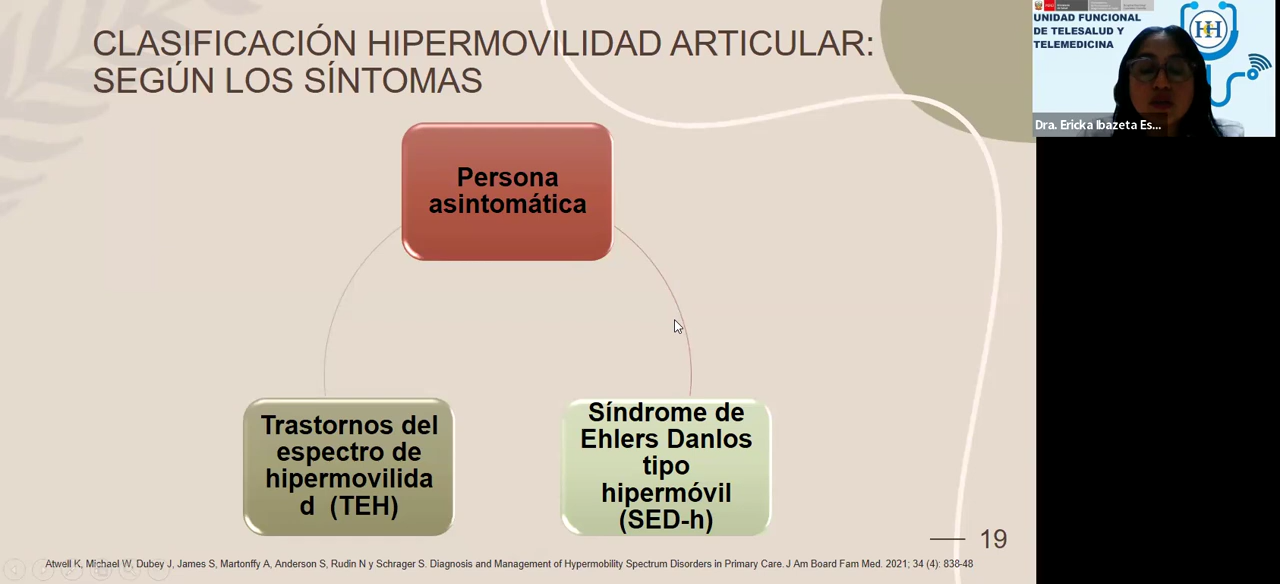 CLASIFICACIÓN HIPERMOVILIDAD ARTICULAR:
SEGÚN LOS SÍNTOMAS
Persona
asintomática
Trastornos del
espectro de
hipermovilida
d (TEH)
Síndrome de
Ehlers Danlos
tipo
hipermóvil
(SED-h)
19
Atwell K, Michael W, Dubey J, James S, Martonffy A, Anderson S, Rudin N y Schrager S. Diagnosis and Management of Hypermobility Spectrum Disorders in Primary Care. J Am Board Fam Med. 2021; 34 (4): 838-48
UNIDAD FUNCIONAL
DE TELESALUD Y
TELEMEDICINA
HH
Dra. Ericka Ibazeta Es...